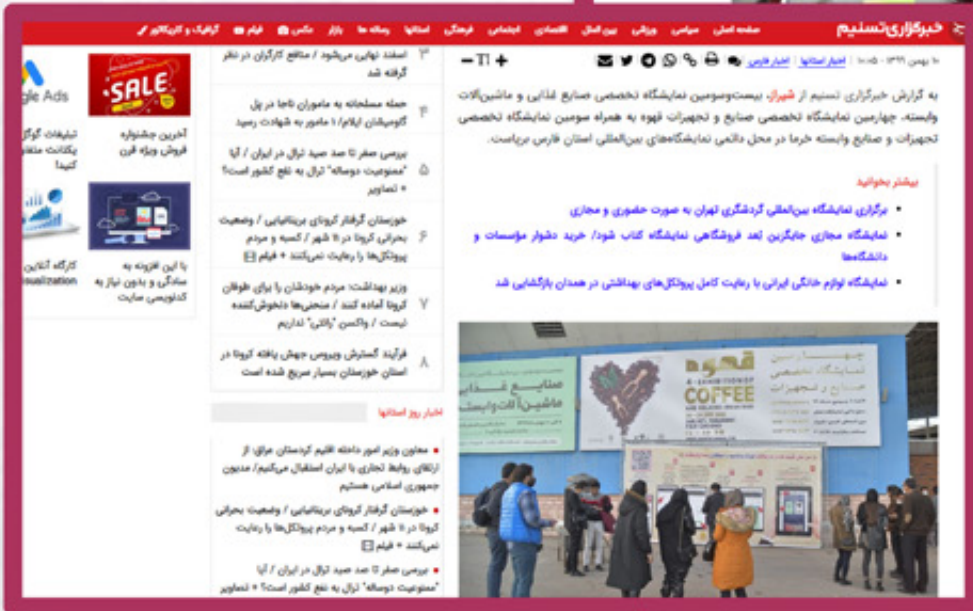 خبرگزاری تسنیم
صفحه اصلی سیاسی ورزشی بین الملل اقتصادی اجتماعی فرهنگی استانها رسانه ها بازار عکس فیلم گرافیک و کاریکاتور
۱۰ بهمن ۱۳۹۹ - ۱۰:۰۵ | اخبار استانها | اخبار فارس
به گزارش خبرگزاری تسنیم از شیراز، بیست‌وسومین نمایشگاه تخصصی صنایع غذایی و ماشین‌آلات
وابسته، چهارمین نمایشگاه تخصصی صنایع و تجهیزات قهوه به همراه سومین نمایشگاه تخصصی
تجهیزات و صنایع وابسته خرما در محل دائمی نمایشگاه‌های بین‌المللی استان فارس برپاست.
بیشتر بخوانید
برگزاری نمایشگاه بین‌المللی گردشگری تهران به صورت حضوری و مجازی
نمایشگاه مجازی جایگزین بُعد فروشگاهی نمایشگاه کتاب شود/ خرید دشوار مؤسسات و
دانشگاه‌ها
نمایشگاه لوازم خانگی ایرانی با رعایت کامل پروتکل‌های بهداشتی در همدان بازگشایی شد
چهارمین
نمایشگاه تخصصی
صنایع و تجهیزات
قهوه
4th EXHIBITION OF
COFFEE
صنایع غذایی
ماشین‌آلات وابسته
۳ اسفند نهایی می‌شود / منافع کارگران در نظر
گرفته شد
۴ حمله مسلحانه به ماموران ناجا در پل
گاومیشان ایلام/ ۱ مامور به شهادت رسید
۵ بررسی صفر تا صد صید ترال در ایران / آیا
"ممنوعیت دوساله" ترال به نفع کشور است؟
+ تصاویر
۶ خوزستان گرفتار کرونای بریتانیایی / وضعیت
بحرانی کرونا در ۱۱ شهر / کسبه و مردم
پروتکل‌ها را رعایت نمی‌کنند + فیلم
۷ وزیر بهداشت: مردم خودشان را برای طوفان
کرونا آماده کنند / منحنی‌ها دلخوش‌کننده
نیست / واکسن "رانتی" نداریم
۸ فرآیند گسترش ویروس جهش یافته کرونا در
استان خوزستان بسیار سریع شده است
اخبار روز استانها
معاون وزیر امور داخله اقلیم کردستان عراق: از
ارتقای روابط تجاری با ایران استقبال می‌کنیم/ مدیون
جمهوری اسلامی هستیم
خوزستان گرفتار کرونای بریتانیایی / وضعیت بحرانی
کرونا در ۱۱ شهر / کسبه و مردم پروتکل‌ها را رعایت
نمی‌کنند + فیلم
بررسی صفر تا صد صید ترال در ایران / آیا
"ممنوعیت دوساله" ترال به نفع کشور است؟ + تصاویر
SALE
آخرین جشنواره
فروش ویژه قرن
با این افزونه به
سادگی و بدون نیاز به
کدنویسی سایت
gle Ads
تبلیغات گوگل
کارگاه آنلاین
sualization